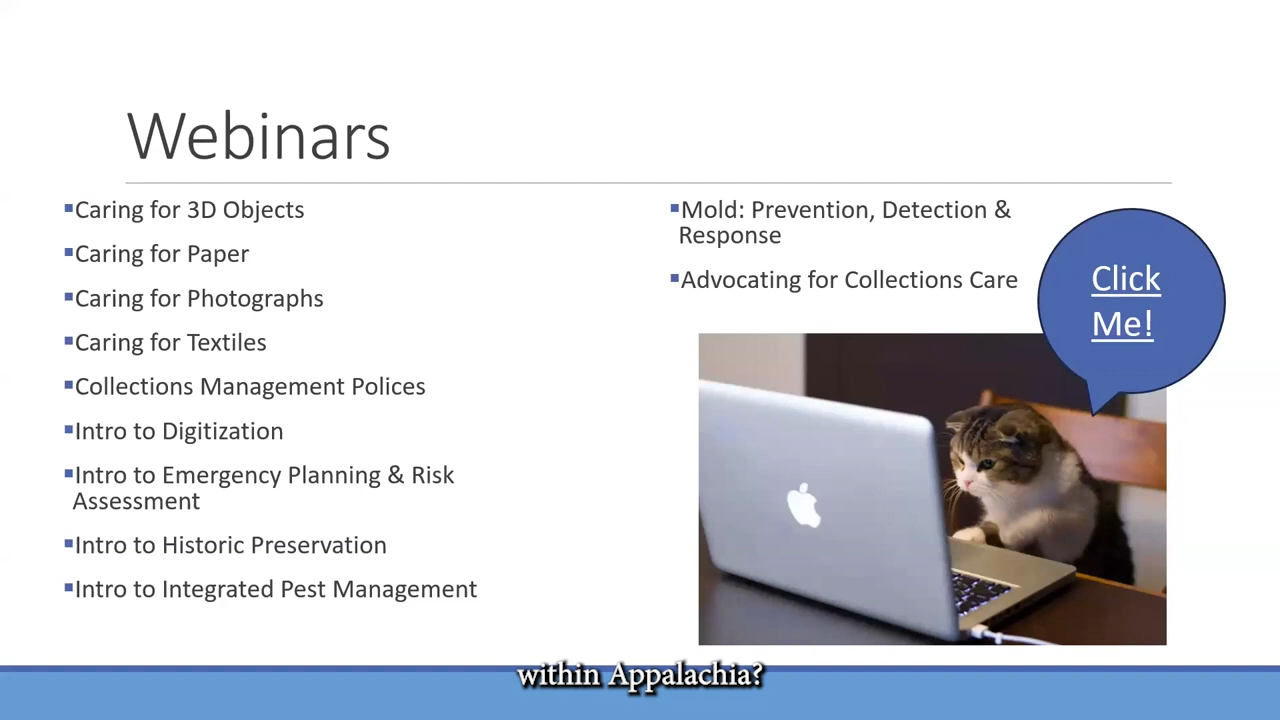 Webinars
▪Caring for 3D Objects
▪Caring for Paper
▪Caring for Photographs
▪Caring for Textiles
▪Collections Management Polices
▪Intro to Digitization
▪Intro to Emergency Planning & Risk
Assessment
▪Intro to Historic Preservation
▪Intro to Integrated Pest Management
▪Mold: Prevention, Detection &
Response
▪Advocating for Collections Care
Click
Me!
within Appalachia?